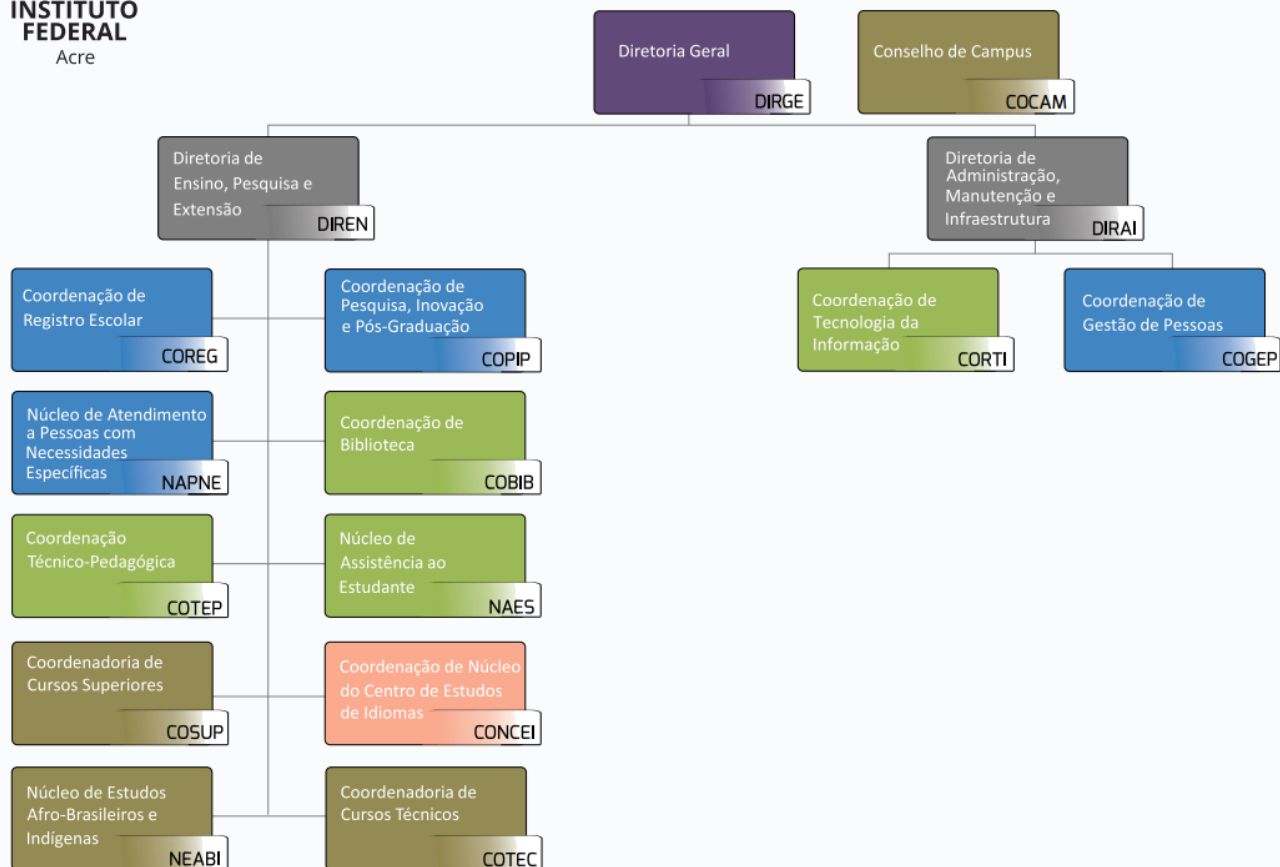 INSTITUTO
FEDERAL
Acre
Diretoria Geral
DIRGE
Conselho de Campus
COCAM
Diretoria de
Ensino, Pesquisa e
Extensão
DIREN
Diretoria de
Administração,
Manutenção e
Infraestrutura
DIRAI
Coordenação de
Registro Escolar
COREG
Coordenação de
Pesquisa, Inovação
e Pós-Graduação
COPIP
Coordenação de
Tecnologia da
Informação
CORTI
Coordenação de
Gestão de Pessoas
COGEP
Núcleo de Atendimento
a Pessoas com
Necessidades
Específicas
NAPNE
Coordenação de
Biblioteca
COBIB
Coordenação
Técnico-Pedagógica
COTEP
Núcleo de
Assistência ao
Estudante
NAES
Coordenadoria de
Cursos Superiores
COSUP
Coordenação de Núcleo
do Centro de Estudos
de Idiomas
CONCEI
Núcleo de Estudos
Afro-Brasileiros e
Indígenas
NEABI
Coordenadoria de
Cursos Técnicos
COTEC